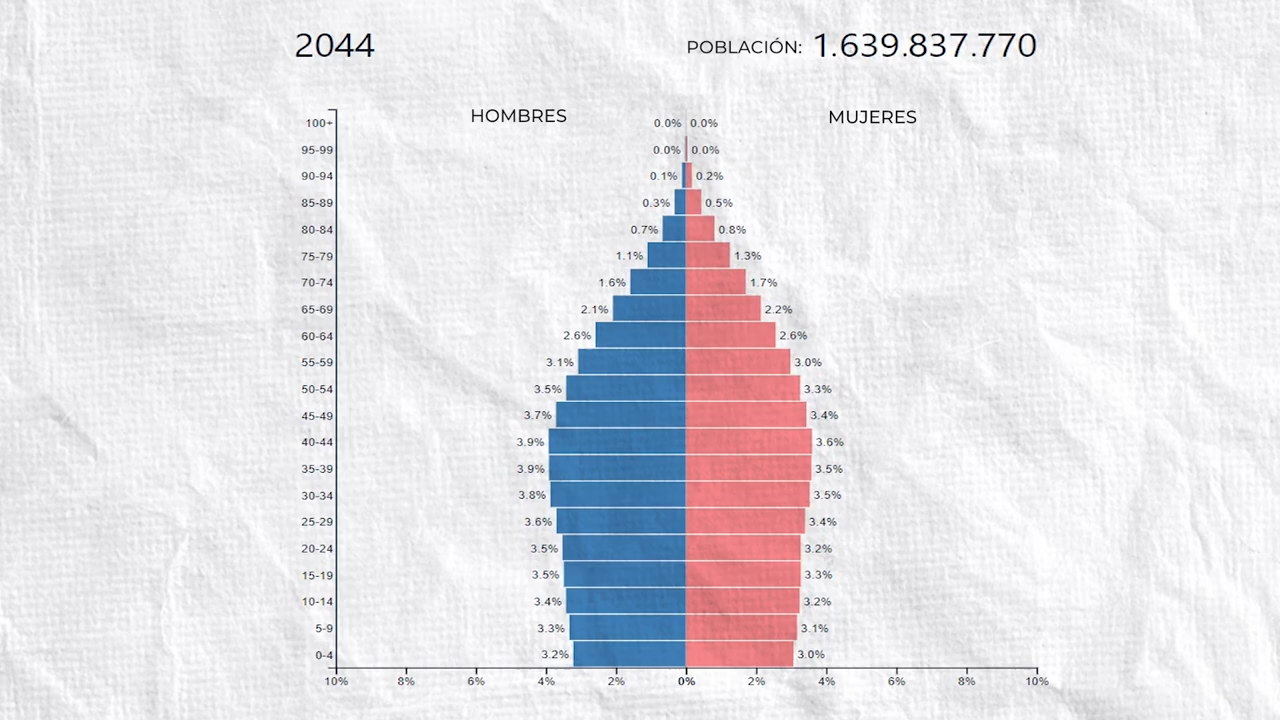 2044
POBLACIÓN: 1.639.837.770
HOMBRES
MUJERES
100+ 0.0% 0.0%
95-99 0.0% 0.0%
90-94 0.1% 0.2%
85-89 0.3% 0.5%
80-84 0.7% 0.8%
75-79 1.1% 1.3%
70-74 1.6% 1.7%
65-69 2.1% 2.2%
60-64 2.6% 2.6%
55-59 3.1% 3.0%
50-54 3.5% 3.3%
45-49 3.7% 3.4%
40-44 3.9% 3.6%
35-39 3.9% 3.5%
30-34 3.8% 3.5%
25-29 3.6% 3.4%
20-24 3.5% 3.2%
15-19 3.5% 3.3%
10-14 3.4% 3.2%
5-9 3.3% 3.1%
0-4 3.2% 3.0%
10% 8% 6% 4% 2% 0% 2% 4% 6% 8% 10%